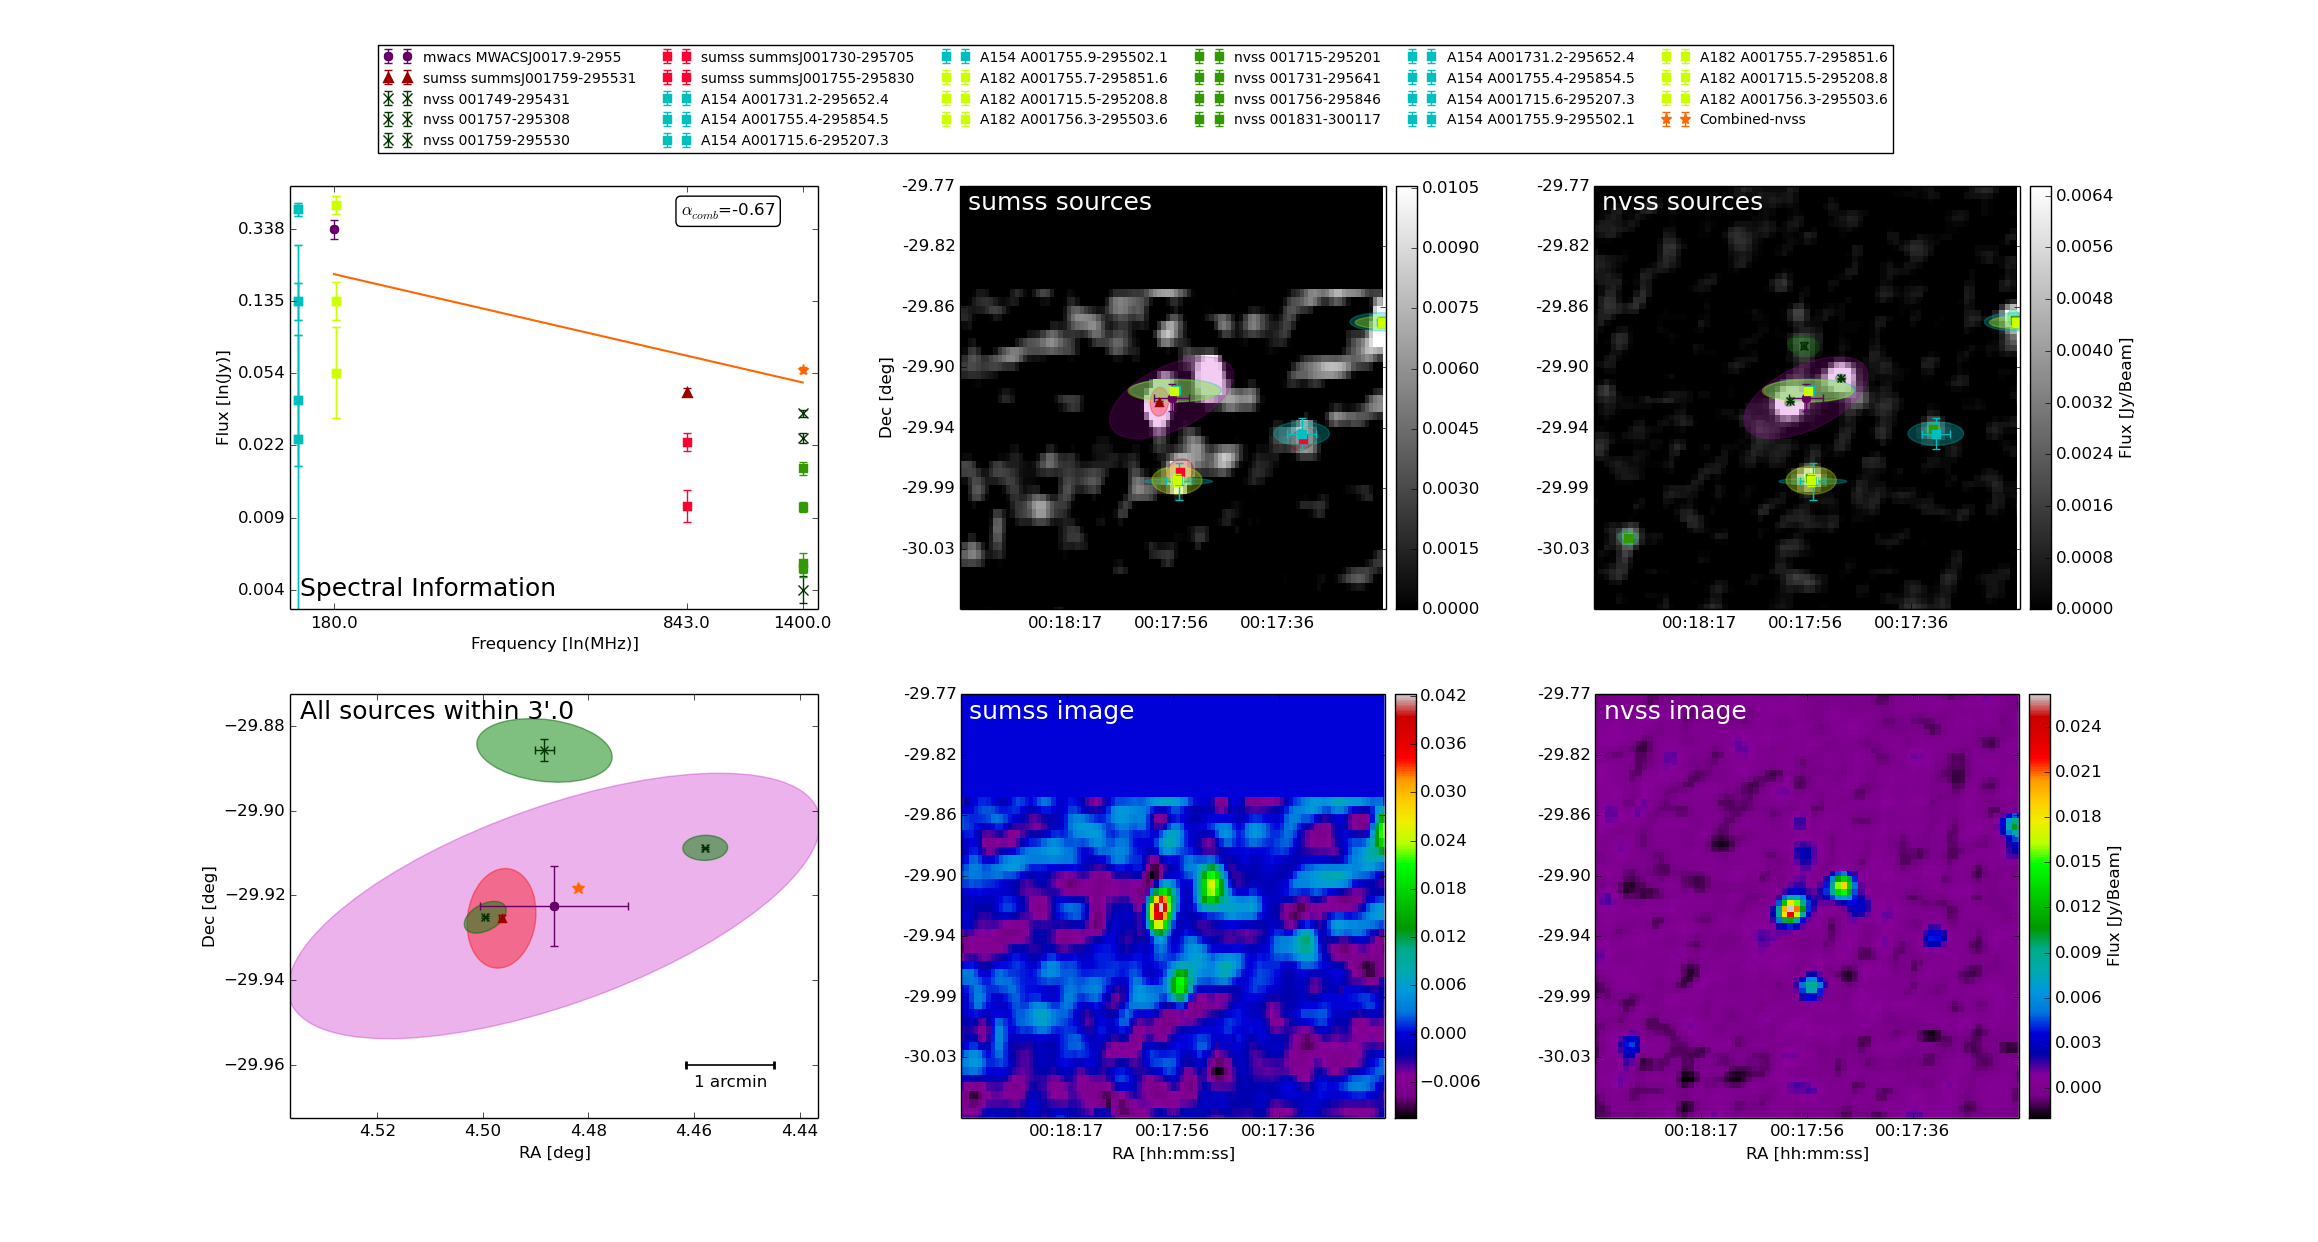 mwacs MWACSJ0017.9-2955
sumss summsJ001759-295531
nvss 001749-295431
nvss 001757-295308
nvss 001759-295530
sumss summsJ001730-295705
sumss summsJ001755-295830
A154 A001731.2-295652.4
A154 A001755.4-295854.5
A154 A001715.6-295207.3
A154 A001755.9-295502.1
A182 A001755.7-295851.6
A182 A001715.5-295208.8
A182 A001756.3-295503.6
nvss 001715-295201
nvss 001731-295641
nvss 001756-295846
nvss 001831-300117
A154 A001731.2-295652.4
A154 A001755.4-295854.5
A154 A001715.6-295207.3
A154 A001755.9-295502.1
A182 A001755.7-295851.6
A182 A001715.5-295208.8
A182 A001756.3-295503.6
Combined-nvss
α_comb=-0.67
0.338
0.135
0.054
0.022
0.009
0.004
Flux [ln(Jy)]
Spectral Information
180.0
843.0
1400.0
Frequency [ln(MHz)]
sumss sources
-29.77
-29.82
-29.86
-29.90
-29.94
-29.99
-30.03
Dec [deg]
00:18:17
00:17:56
00:17:36
0.0105
0.0090
0.0075
0.0060
0.0045
0.0030
0.0015
0.0000
nvss sources
-29.77
-29.82
-29.86
-29.90
-29.94
-29.99
-30.03
00:18:17
00:17:56
00:17:36
0.0064
0.0056
0.0048
0.0040
0.0032
0.0024
0.0016
0.0008
0.0000
Flux [Jy/Beam]
All sources within 3'.0
−29.88
−29.90
−29.92
−29.94
−29.96
Dec [deg]
1 arcmin
4.52
4.50
4.48
4.46
4.44
RA [deg]
sumss image
-29.77
-29.82
-29.86
-29.90
-29.94
-29.99
-30.03
00:18:17
00:17:56
00:17:36
RA [hh:mm:ss]
0.042
0.036
0.030
0.024
0.018
0.012
0.006
0.000
−0.006
nvss image
-29.77
-29.82
-29.86
-29.90
-29.94
-29.99
-30.03
00:18:17
00:17:56
00:17:36
RA [hh:mm:ss]
0.024
0.021
0.018
0.015
0.012
0.009
0.006
0.003
0.000
Flux [Jy/Beam]